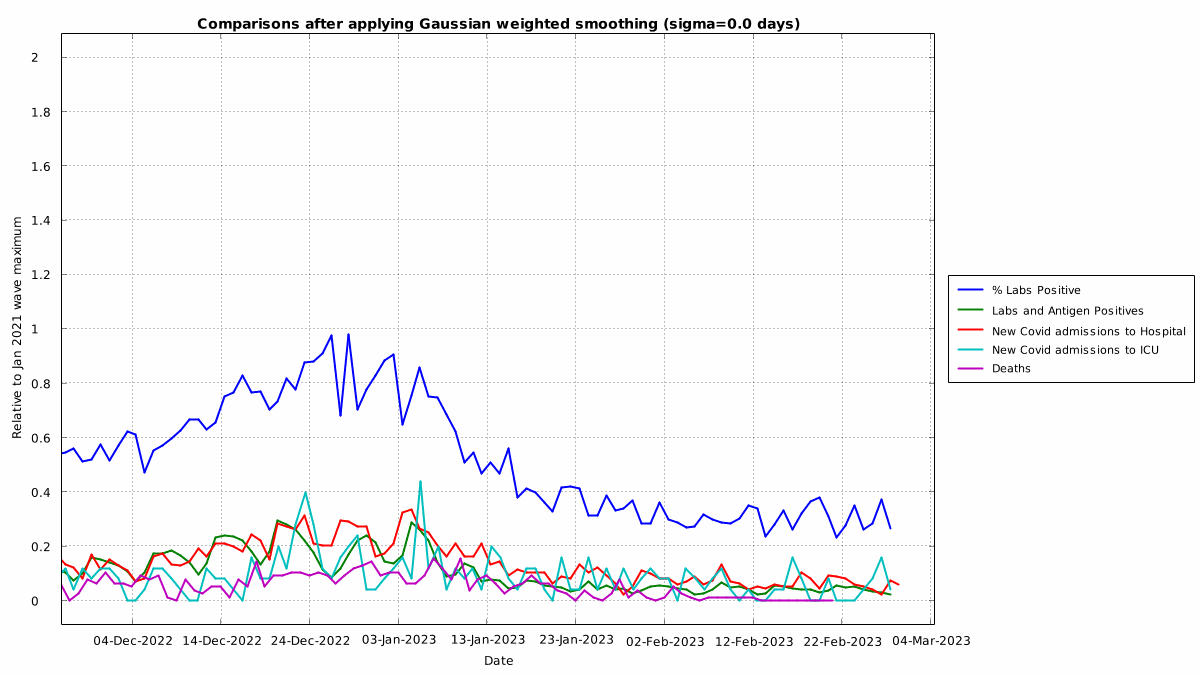 Comparisons after applying Gaussian weighted smoothing (sigma=0.0 days)
Relative to Jan 2021 wave maximum
2
1.8
1.6
1.4
1.2
1
0.8
0.6
0.4
0.2
0
04-Dec-2022 14-Dec-2022 24-Dec-2022 03-Jan-2023 13-Jan-2023 23-Jan-2023 02-Feb-2023 12-Feb-2023 22-Feb-2023 04-Mar-2023
Date
% Labs Positive
Labs and Antigen Positives
New Covid admissions to Hospital
New Covid admissions to ICU
Deaths